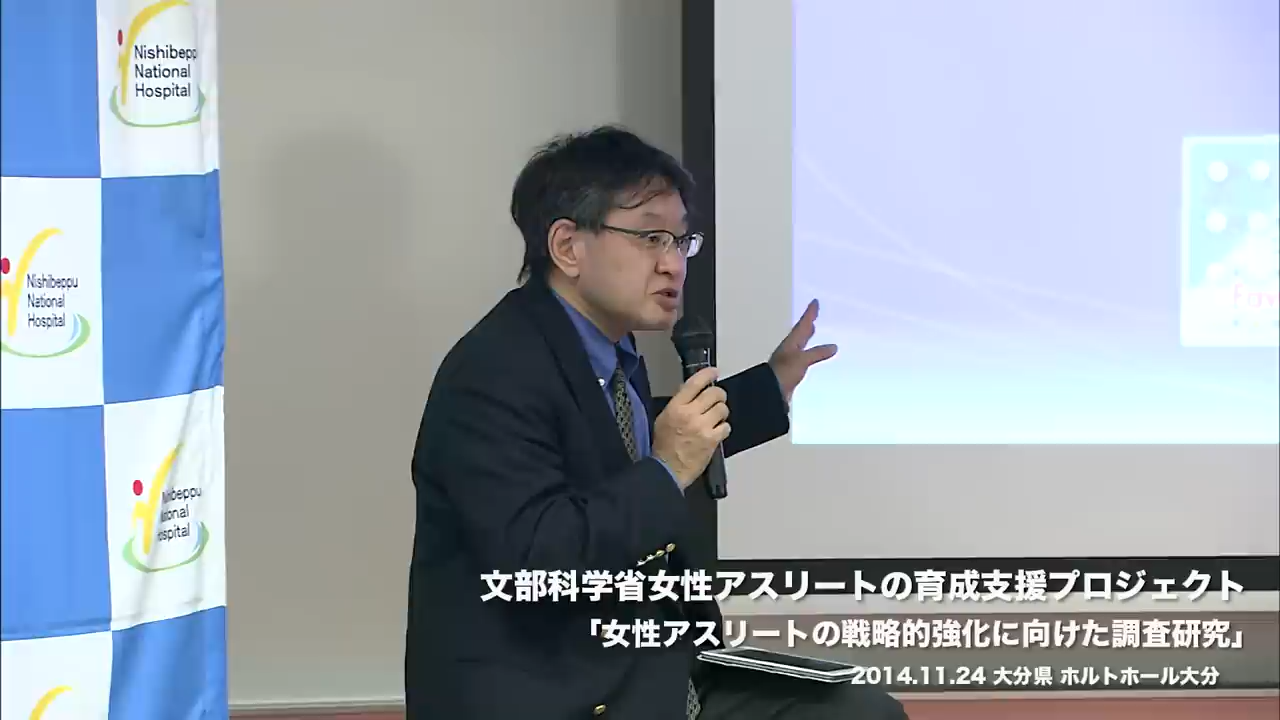 Nishibepp
National
Hospital
Nishibeppu
National
Hospital
Nishibeppu
National
Hospital
文部科学省女性アスリートの育成支援プロジェクト
「女性アスリートの戦略的強化に向けた調査研究」
2014.11.24 大分県 ホルトホール大分